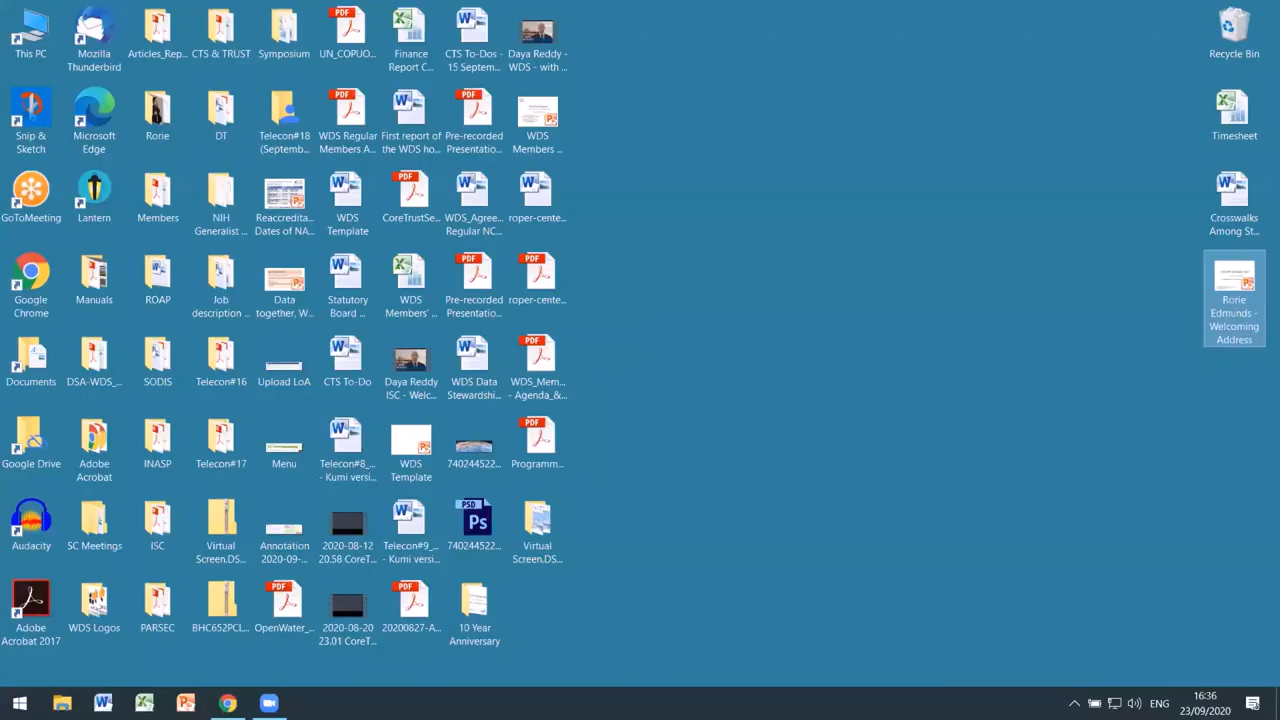 This PC
Mozilla
Thunderbird
Articles_Rep...
CTS & TRUST
Symposium
UN_COPUO...
Finance
Report C...
CTS To-Dos -
15 Septem...
Daya Reddy -
WDS - with ...
Recycle Bin
Snip &
Sketch
Microsoft
Edge
Rorie
DT
Telecon#18
(Septemb...
WDS Regular
Members A...
First report of
the WDS ho...
Pre-recorded
Presentatio...
WDS
Members ...
Timesheet
GoToMeeting
Lantern
Members
NIH
Generalist ...
Reaccredita...
Dates of NA...
WDS
Template
CoreTrustSe...
WDS_Agree...
Regular NC...
roper-cente...
Crosswalks
Among St...
Google
Chrome
Manuals
ROAP
Job
description ...
Data
together, W...
Statutory
Board ...
WDS
Members' ...
Pre-recorded
Presentatio...
roper-cente...
Rorie
Edmunds -
Welcoming
Address
Documents
DSA-WDS_...
SODIS
Telecon#16
Upload LoA
CTS To-Do
Daya Reddy
ISC - Welc...
WDS Data
Stewardshi...
WDS_Mem...
- Agenda_&...
Google Drive
Adobe
Acrobat
INASP
Telecon#17
Menu
Telecon#8_...
- Kumi versi...
WDS
Template
740244522...
Programm...
Audacity
SC Meetings
ISC
Virtual
Screen.DS...
Annotation
2020-09-...
2020-08-12
20.58 CoreT...
Telecon#9_...
- Kumi versi...
PSD
Ps
740244522...
Virtual
Screen.DS...
Adobe
Acrobat 2017
WDS Logos
PARSEC
BHC652PCL...
OpenWater_...
2020-08-20
23.01 CoreT...
20200827-A...
10 Year
Anniversary
ENG
16:36
23/09/2020